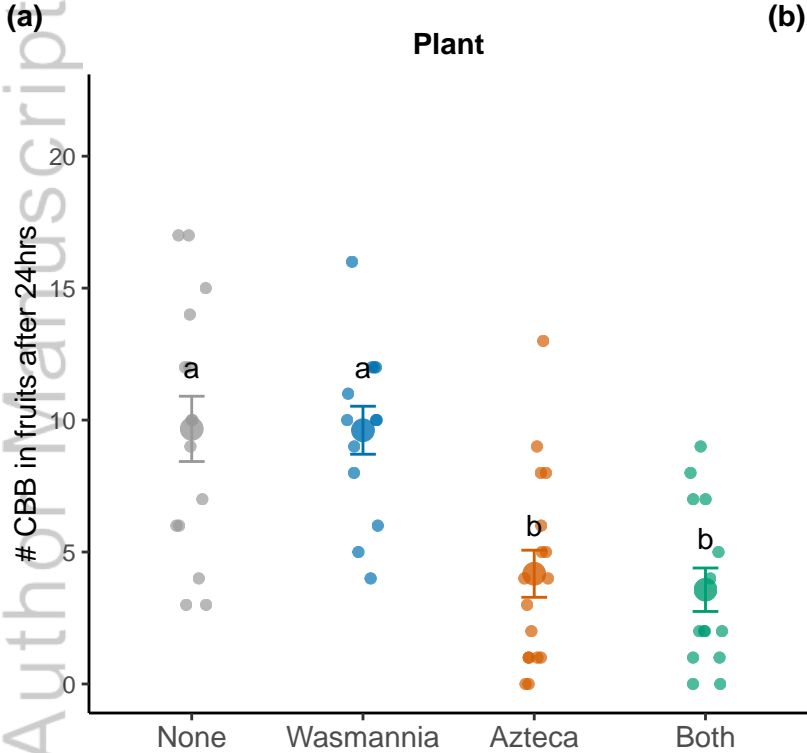 (a)
(b)
Plant
Author Manuscript
# CBB in fruits after 24hrs
20
15
10
5
0
a
a
b
b
None
Wasmannia
Azteca
Both